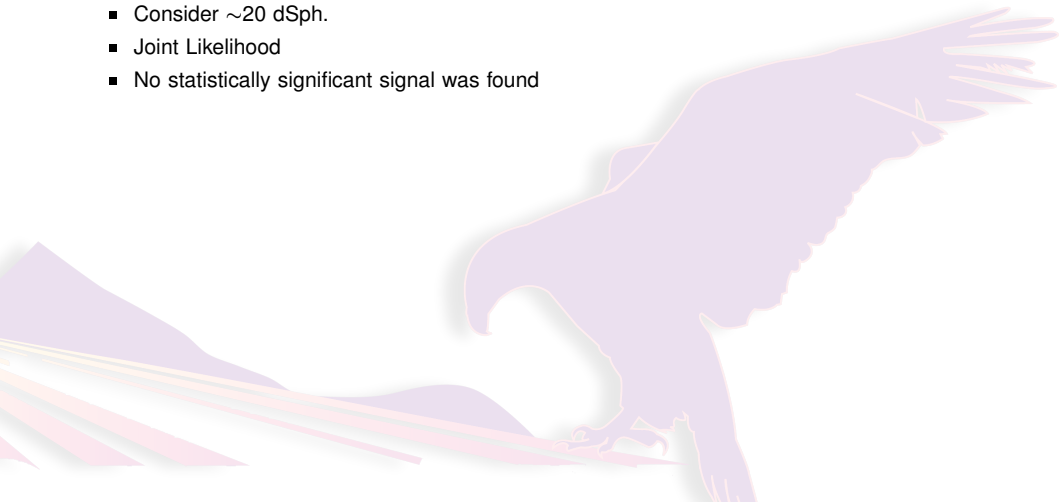 ▪ Consider ∼20 dSph.
▪ Joint Likelihood
▪ No statistically significant signal was found